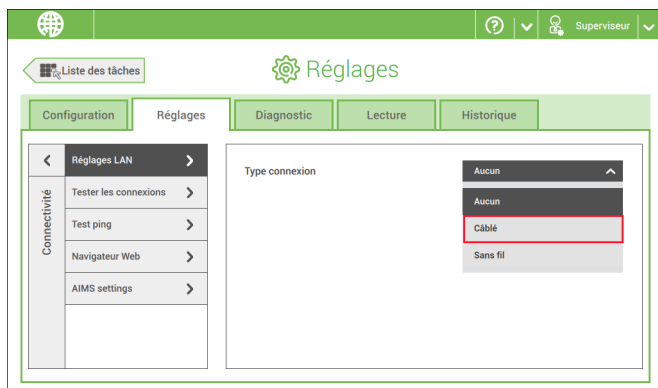 Superviseur
Liste des tâches
Réglages
Configuration
Réglages
Diagnostic
Lecture
Historique
Connectivité
Réglages LAN
Tester les connexions
Test ping
Navigateur Web
AIMS settings
Type connexion
Aucun
Aucun
Câblé
Sans fil